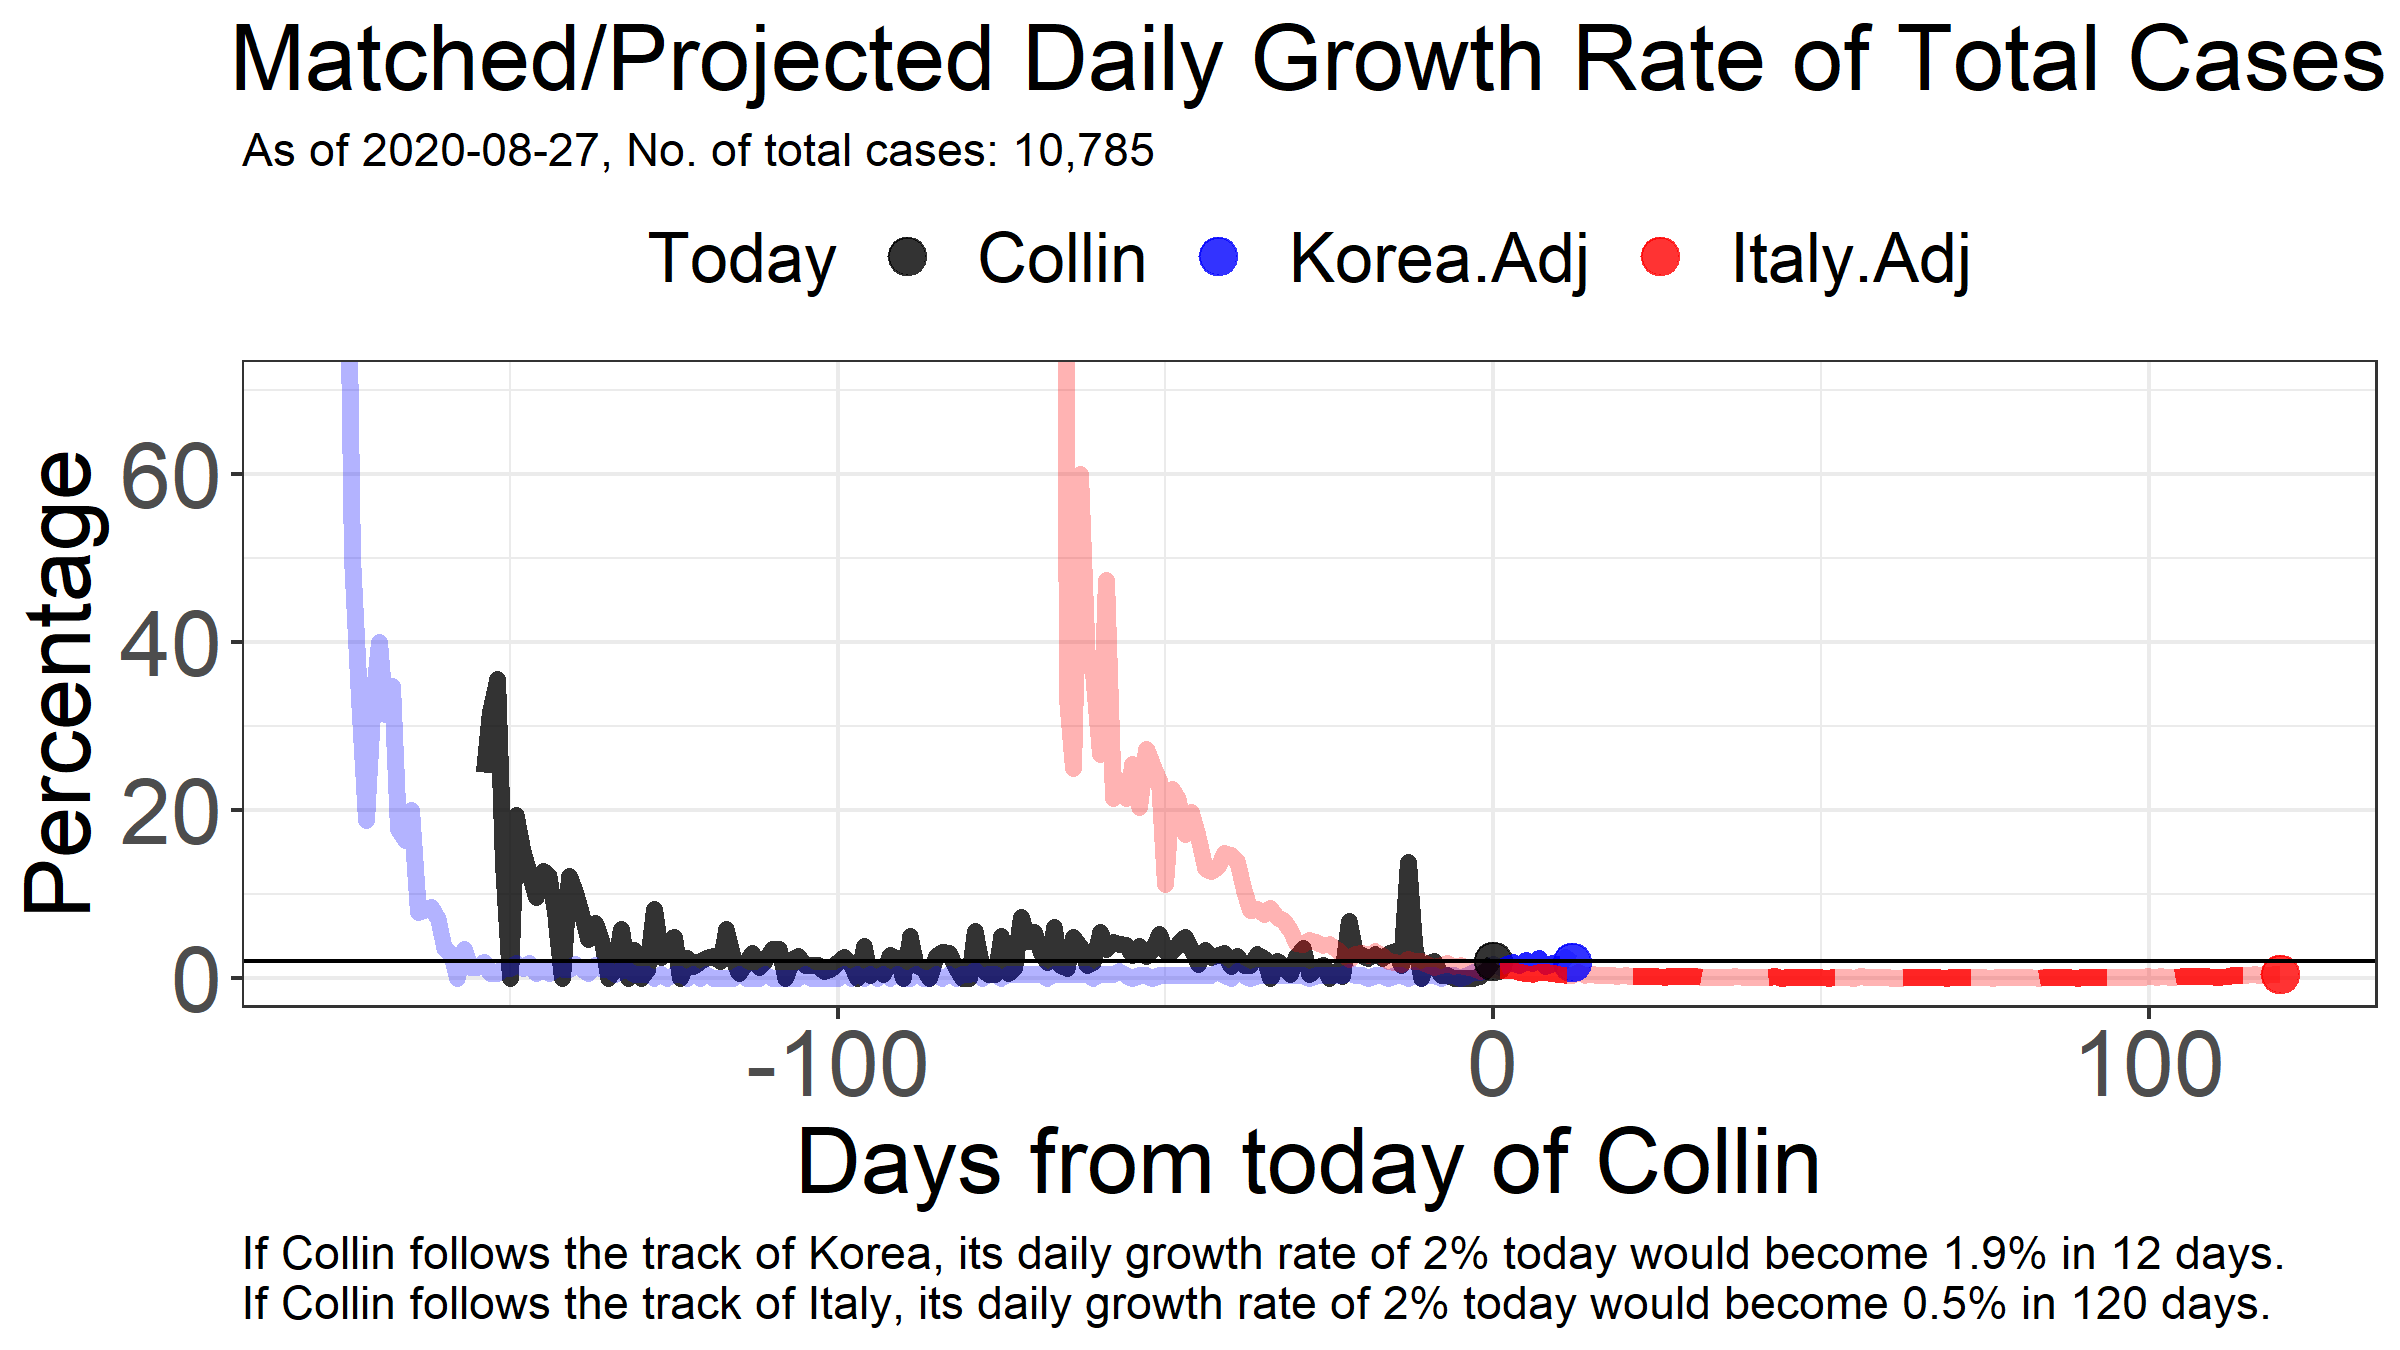 Matched/Projected Daily Growth Rate of Total Cases
As of 2020-08-27, No. of total cases: 10,785
Today Collin Korea.Adj Italy.Adj
Percentage
60
40
20
0
-100 0 100
Days from today of Collin
If Collin follows the track of Korea, its daily growth rate of 2% today would become 1.9% in 12 days.
If Collin follows the track of Italy, its daily growth rate of 2% today would become 0.5% in 120 days.